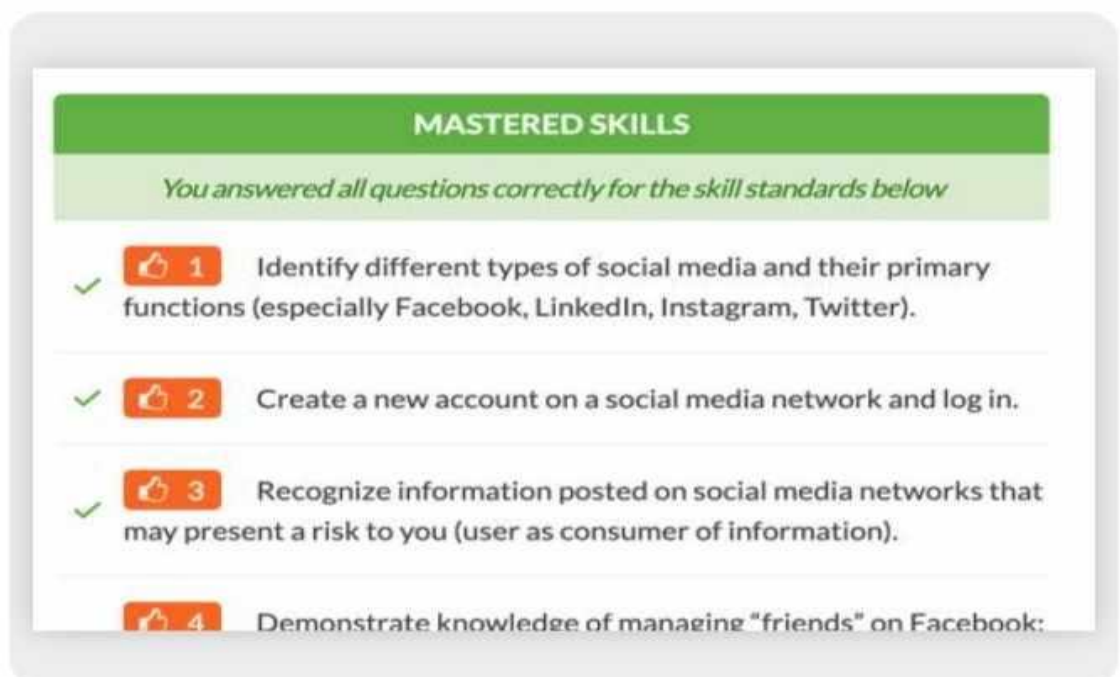 MASTERED SKILLS
You answered all questions correctly for the skill standards below
1 Identify different types of social media and their primary
functions (especially Facebook, LinkedIn, Instagram, Twitter).
2 Create a new account on a social media network and log in.
3 Recognize information posted on social media networks that
may present a risk to you (user as consumer of information).
4 Demonstrate knowledge of managing “friends” on Facebook: